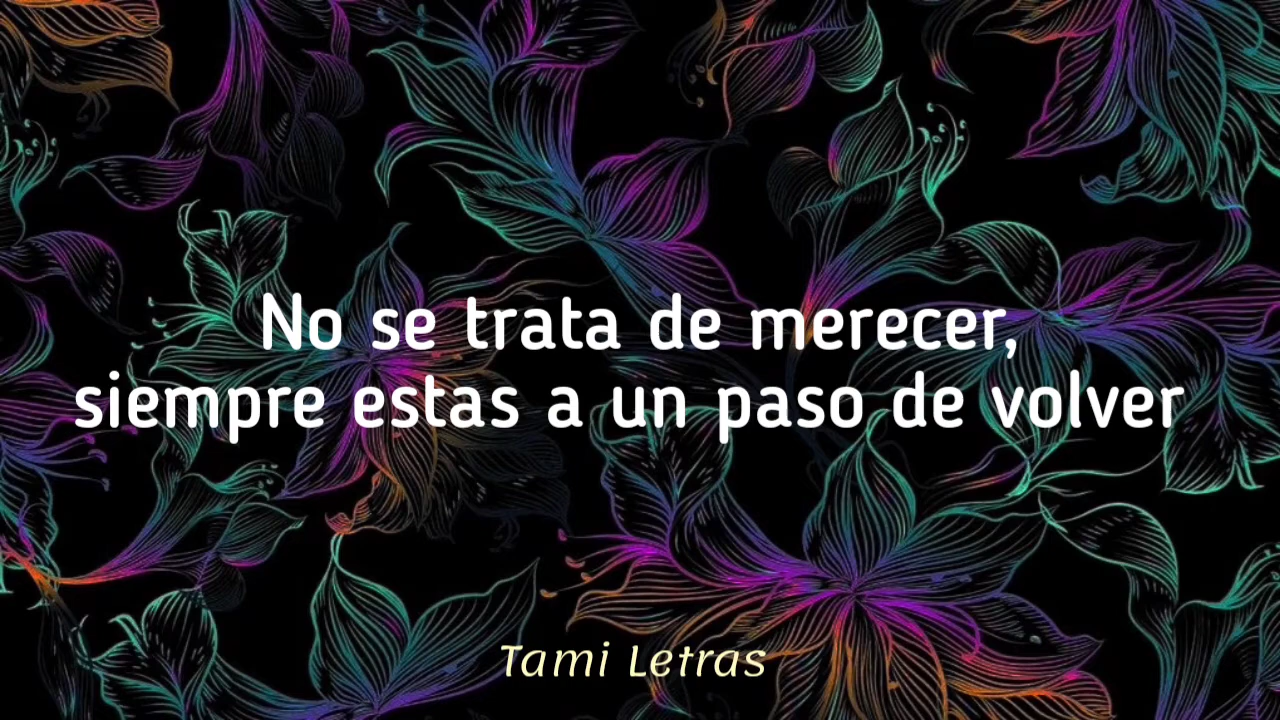 No se trata de merecer,
siempre estas a un paso de volver
Tami Letras